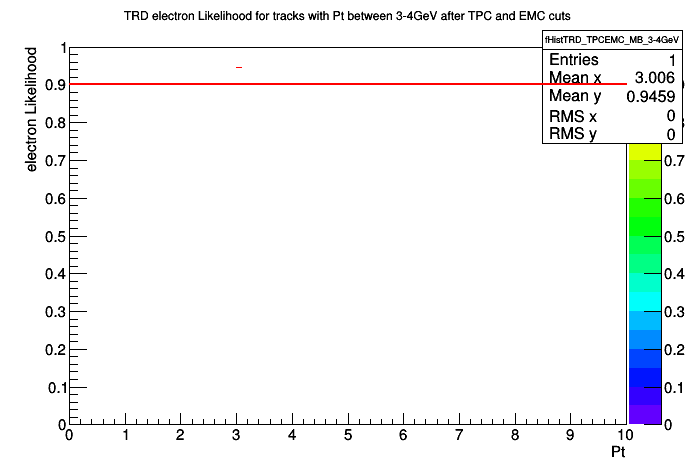 TRD electron Likelihood for tracks with Pt between 3-4GeV after TPC and EMC cuts
fHistTRD_TPCEMC_MB_3-4GeV
Entries 1
Mean x 3.006
Mean y 0.9459
RMS x 0
RMS y 0
electron Likelihood
1
0.9
0.8
0.7
0.6
0.5
0.4
0.3
0.2
0.1
0
0 1 2 3 4 5 6 7 8 9 10
Pt
0.7
0.6
0.5
0.4
0.3
0.2
0.1
0